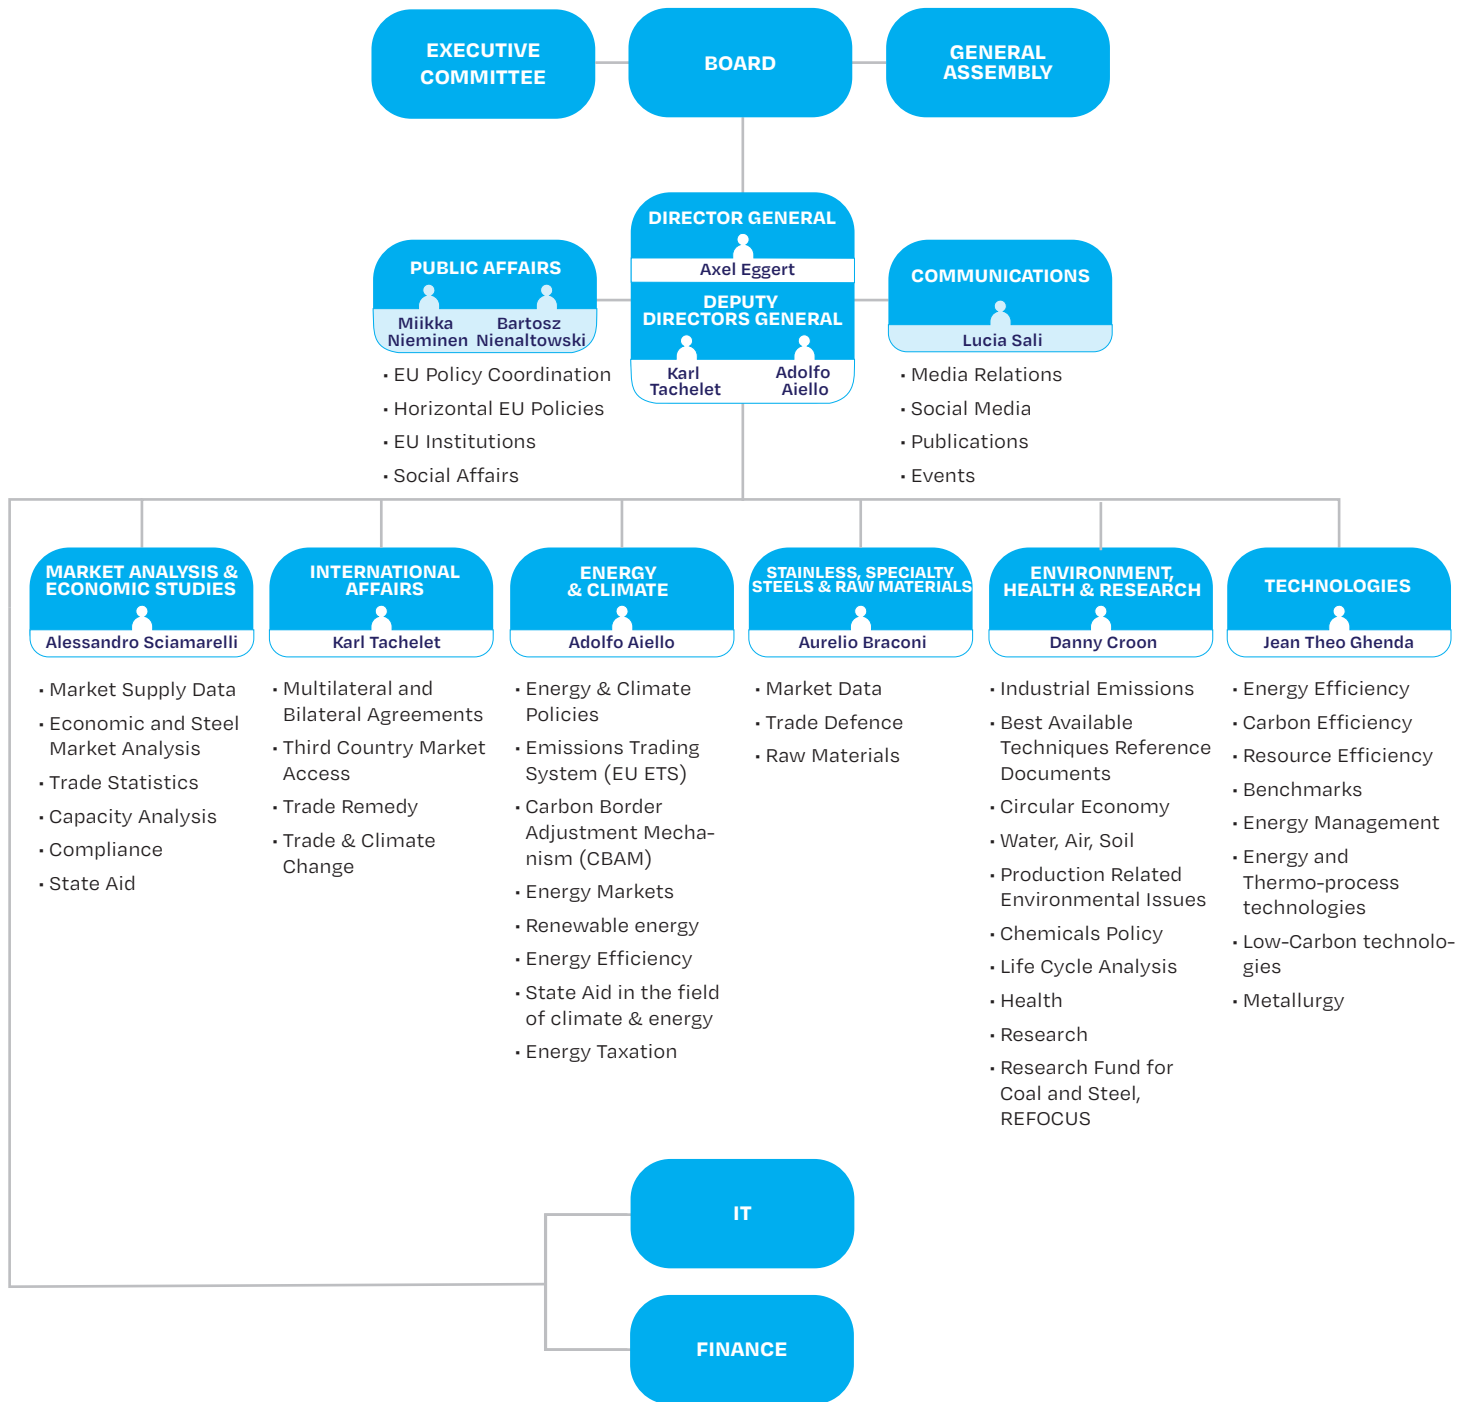 EXECUTIVE
COMMITTEE
BOARD
GENERAL
ASSEMBLY
DIRECTOR GENERAL
Axel Eggert
DEPUTY
DIRECTORS GENERAL
Karl
Tachelet
Adolfo
Aiello
PUBLIC AFFAIRS
Miikka
Nieminen
Bartosz
Nienaltowski
• EU Policy Coordination
• Horizontal EU Policies
• EU Institutions
• Social Affairs
COMMUNICATIONS
Lucia Sali
• Media Relations
• Social Media
• Publications
• Events
MARKET ANALYSIS &
ECONOMIC STUDIES
Alessandro Sciamarelli
• Market Supply Data
• Economic and Steel
Market Analysis
• Trade Statistics
• Capacity Analysis
• Compliance
• State Aid
INTERNATIONAL
AFFAIRS
Karl Tachelet
• Multilateral and
Bilateral Agreements
• Third Country Market
Access
• Trade Remedy
• Trade & Climate
Change
ENERGY
& CLIMATE
Adolfo Aiello
• Energy & Climate
Policies
• Emissions Trading
System (EU ETS)
• Carbon Border
Adjustment Mecha-
nism (CBAM)
• Energy Markets
• Renewable energy
• Energy Efficiency
• State Aid in the field
of climate & energy
• Energy Taxation
STAINLESS, SPECIALTY
STEELS & RAW MATERIALS
Aurelio Braconi
• Market Data
• Trade Defence
• Raw Materials
ENVIRONMENT,
HEALTH & RESEARCH
Danny Croon
• Industrial Emissions
• Best Available
Techniques Reference
Documents
• Circular Economy
• Water, Air, Soil
• Production Related
Environmental Issues
• Chemicals Policy
• Life Cycle Analysis
• Health
• Research
• Research Fund for
Coal and Steel,
REFOCUS
TECHNOLOGIES
Jean Theo Ghenda
• Energy Efficiency
• Carbon Efficiency
• Resource Efficiency
• Benchmarks
• Energy Management
• Energy and
Thermo-process
technologies
• Low-Carbon technolo-
gies
• Metallurgy
IT
FINANCE